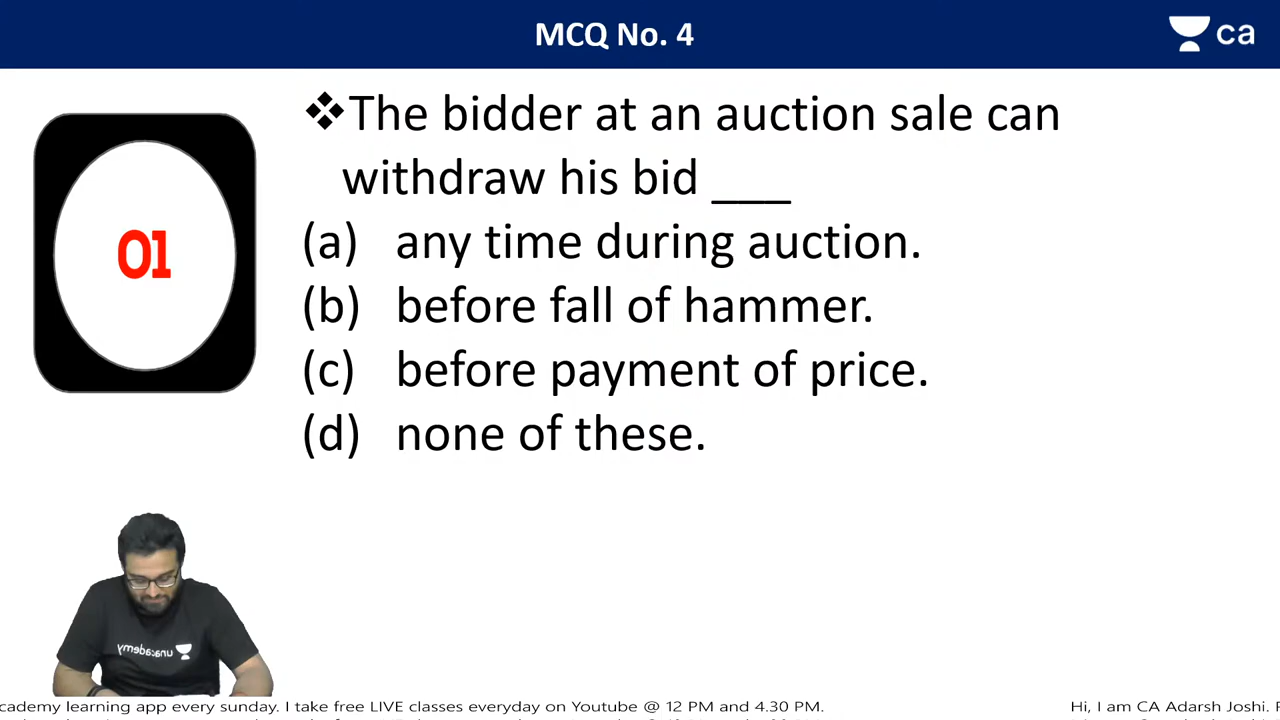 MCQ No. 4
ca
❖The bidder at an auction sale can
withdraw his bid ___
(a) any time during auction.
(b) before fall of hammer.
(c) before payment of price.
(d) none of these.
01
unacademy
cademy learning app every sunday. I take free LIVE classes everyday on Youtube @ 12 PM and 4.30 PM.
Hi, I am CA Adarsh Joshi.